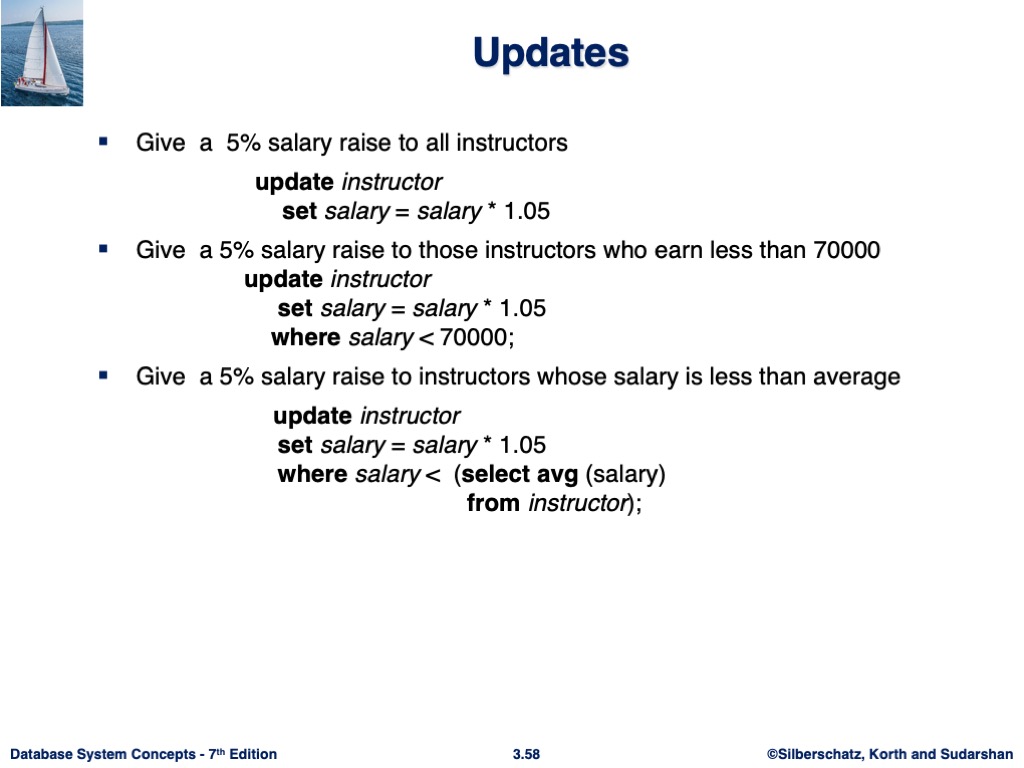 Updates
▪ Give a 5% salary raise to all instructors
update instructor
set salary = salary * 1.05
▪ Give a 5% salary raise to those instructors who earn less than 70000
update instructor
set salary = salary * 1.05
where salary < 70000;
▪ Give a 5% salary raise to instructors whose salary is less than average
update instructor
set salary = salary * 1.05
where salary < (select avg (salary)
from instructor);
Database System Concepts - 7th Edition
3.58
©Silberschatz, Korth and Sudarshan